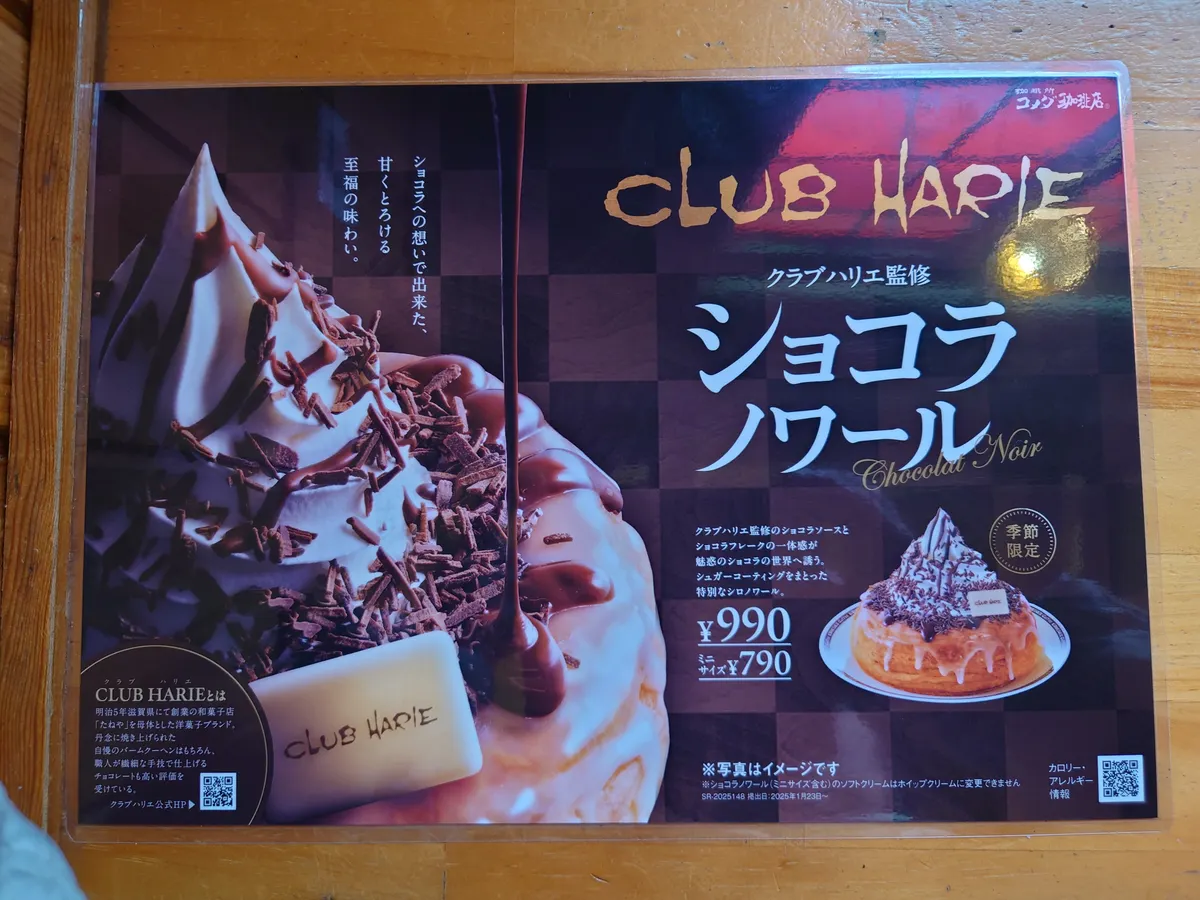 珈琲所
コメダ珈琲店
CLUB HARIE
クラブハリエ監修
ショコラ
ノワール
Chocolat Noir
ショコラへの想いで出来た、
甘くとろける
至福の味わい。
クラブハリエ監修のショコラソースと
ショコラフレークの一体感が
魅惑のショコラの世界へ誘う。
シュガーコーティングをまとった
特別なシロノワール。
¥990
ミニ
サイズ¥790
季節
限定
CLUB HARIE
CLUB HARIE
クラブ ハリエ
CLUB HARIEとは
明治5年滋賀県にて創業の和菓子店
「たねや」を母体とした洋菓子ブランド。
丹念に焼き上げられた
自慢のバームクーヘンはもちろん、
職人が繊細な手技で仕上げる
チョコレートも高い評価を
受けている。
クラブハリエ公式HP▶
※写真はイメージです
※ショコラノワール(ミニサイズ含む)のソフトクリームはホイップクリームに変更できません
SR-2025148 掲出日:2025年1月23日~
カロリー・
アレルギー
情報